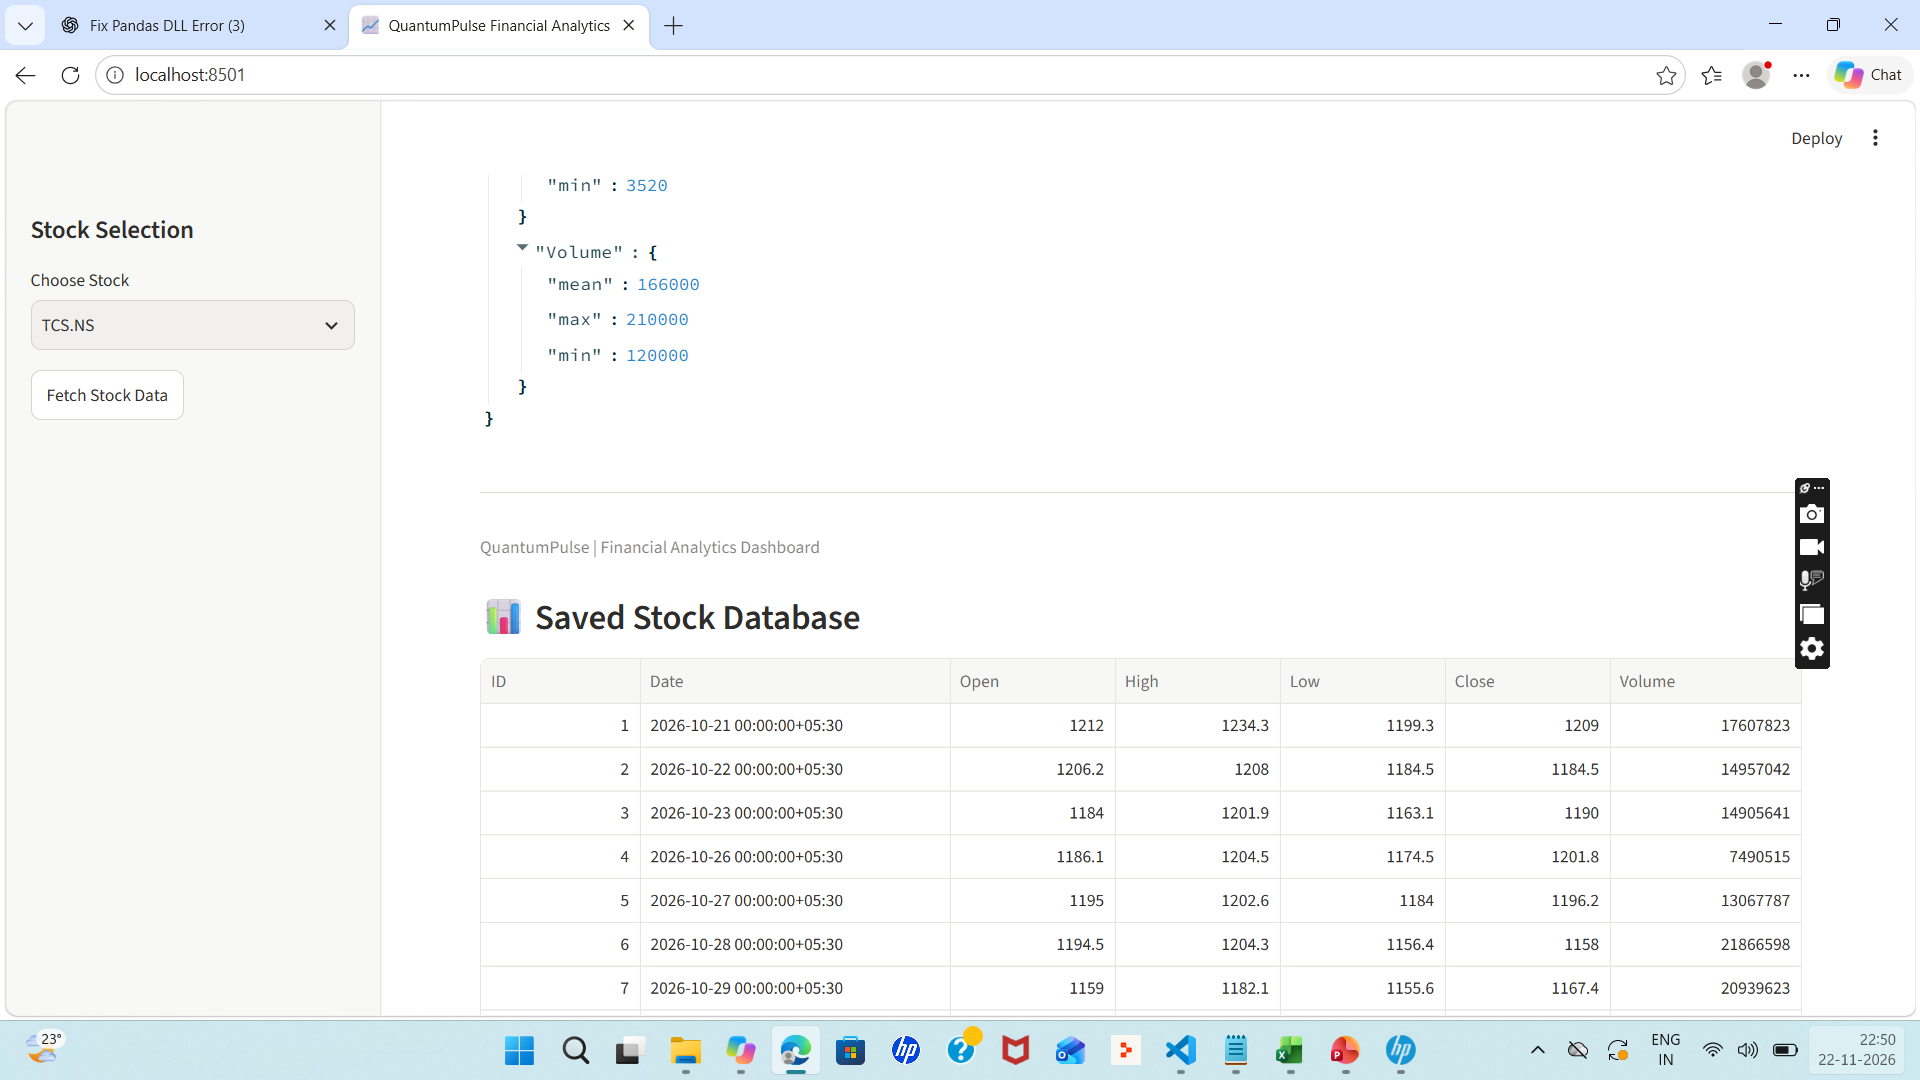 Fix Pandas DLL Error (3)
QuantumPulse Financial Analytics
localhost:8501
Chat
Deploy
Stock Selection
Choose Stock
TCS.NS
Fetch Stock Data
"min" : 3520
}
"Volume" : {
"mean" : 166000
"max" : 210000
"min" : 120000
}
}
QuantumPulse | Financial Analytics Dashboard
Saved Stock Database
ID Date Open High Low Close Volume
1 2026-10-21 00:00:00+05:30 1212 1234.3 1199.3 1209 17607823
2 2026-10-22 00:00:00+05:30 1206.2 1208 1184.5 1184.5 14957042
3 2026-10-23 00:00:00+05:30 1184 1201.9 1163.1 1190 14905641
4 2026-10-26 00:00:00+05:30 1186.1 1204.5 1174.5 1201.8 7490515
5 2026-10-27 00:00:00+05:30 1195 1202.6 1184 1196.2 13067787
6 2026-10-28 00:00:00+05:30 1194.5 1204.3 1156.4 1158 21866598
7 2026-10-29 00:00:00+05:30 1159 1182.1 1155.6 1167.4 20939623
23°
ENG
IN
22:50
22-11-2026